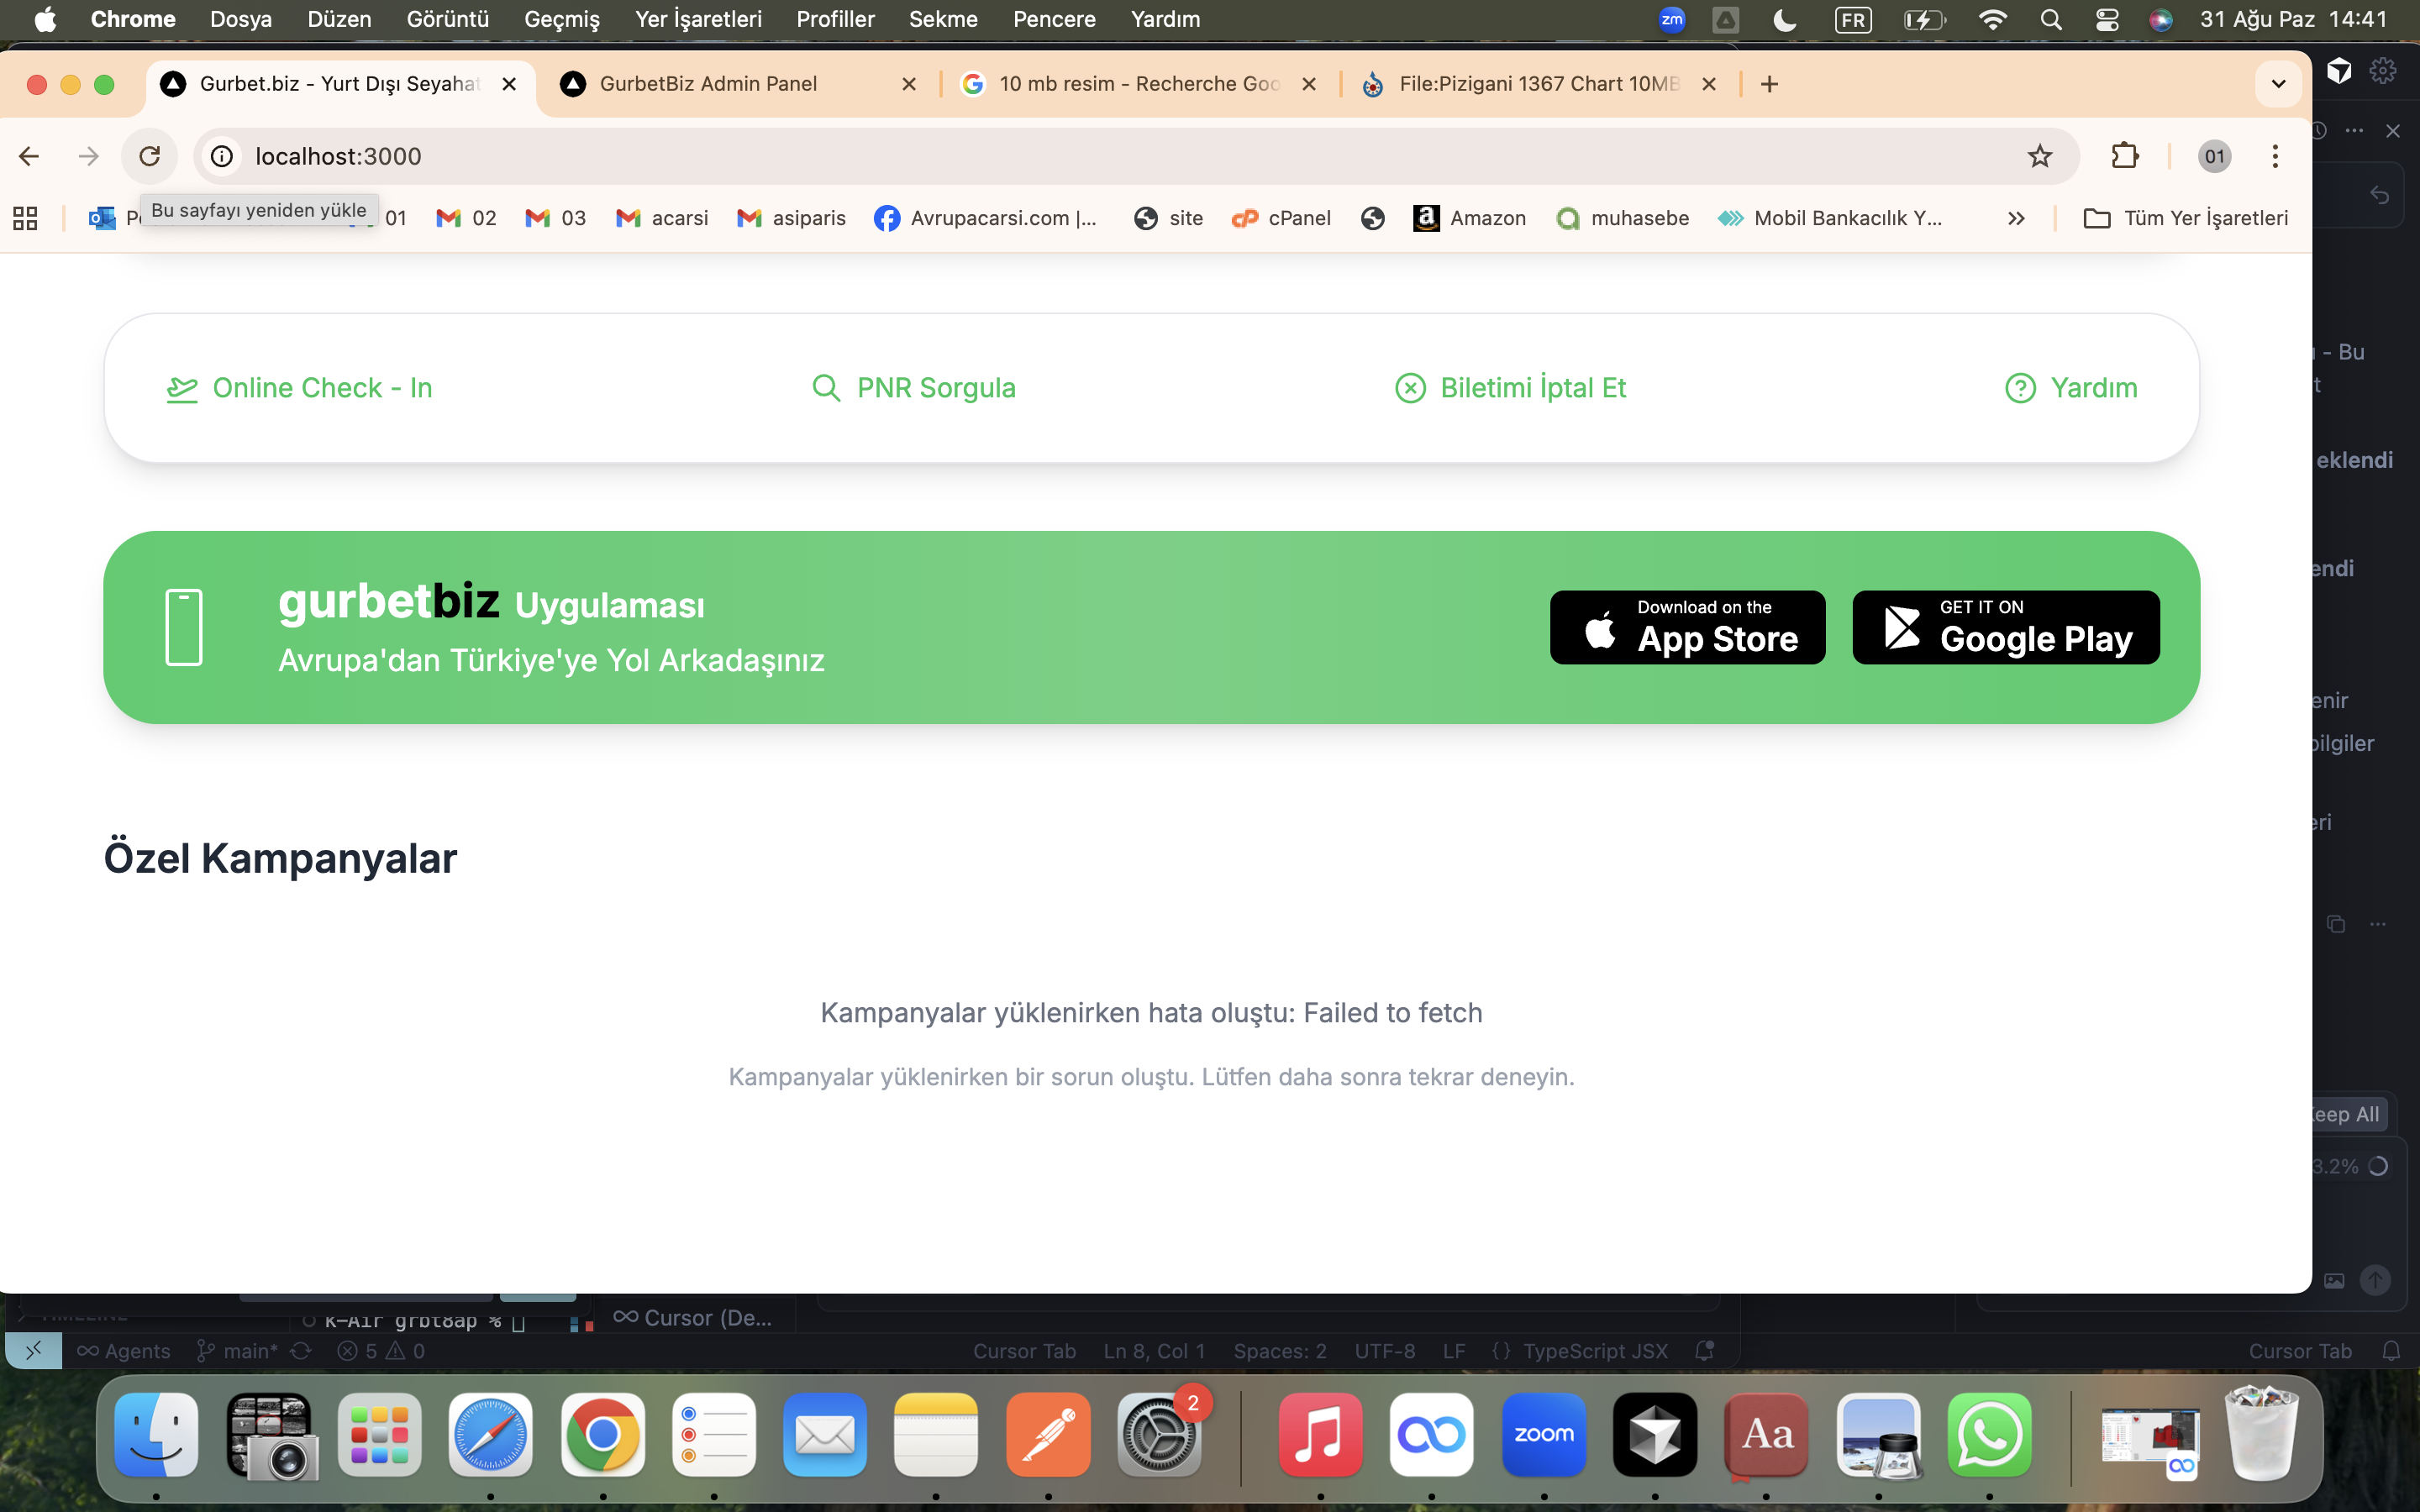 Chrome Dosya Düzen Görüntü Geçmiş Yer İşaretleri Profiller Sekme Pencere Yardım zm FR 31 Ağu Paz 14:41
Gurbet.biz - Yurt Dışı Seyahat GurbetBiz Admin Panel 10 mb resim - Recherche Goo File:Pizigani 1367 Chart 10MB
localhost:3000 01
Bu sayfayı yeniden yükle
01 02 03 acarsi asiparis Avrupacarsi.com |... site cPanel Amazon muhasebe Mobil Bankacılık Y... Tüm Yer İşaretleri
Online Check - In PNR Sorgula Biletimi İptal Et Yardım
gurbetbiz Uygulaması
Avrupa'dan Türkiye'ye Yol Arkadaşınız
Download on the
App Store
GET IT ON
Google Play
Özel Kampanyalar
Kampanyalar yüklenirken hata oluştu: Failed to fetch
Kampanyalar yüklenirken bir sorun oluştu. Lütfen daha sonra tekrar deneyin.
- Bu
eklendi
bilgiler
All
3.2%
K-Air grbt8ap % Cursor (De...
Agents main* 5 0 Cursor Tab Ln 8, Col 1 Spaces: 2 UTF-8 LF {} TypeScript JSX Cursor Tab
2
zoom
Aa